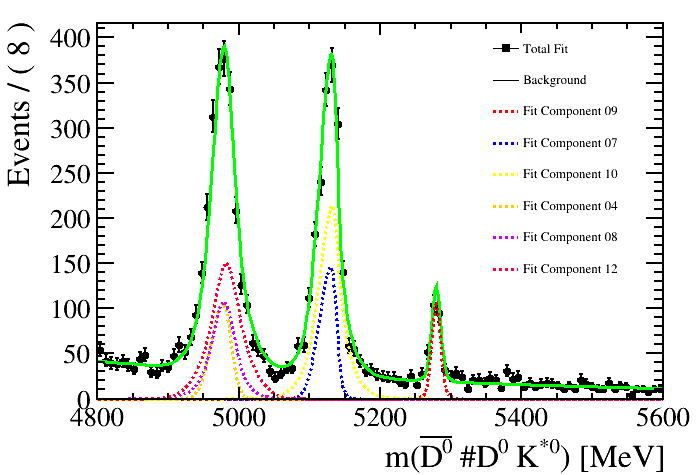 Events / ( 8 )
400
350
300
250
200
150
100
50
0
Total Fit
Background
Fit Component 09
Fit Component 07
Fit Component 10
Fit Component 04
Fit Component 08
Fit Component 12
4800 5000 5200 5400 5600
m(D⁰ #D⁰ K*⁰) [MeV]